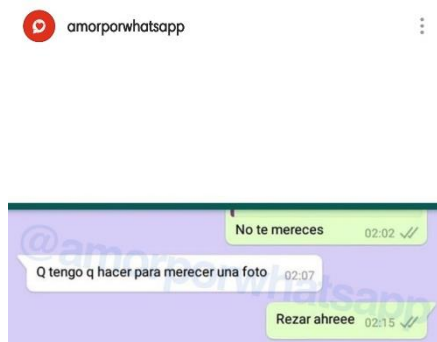 amorporwhatsapp
No te mereces 02:02
@amorporwhatsapp
Q tengo q hacer para merecer una foto 02:07
Rezar ahreee 02:15